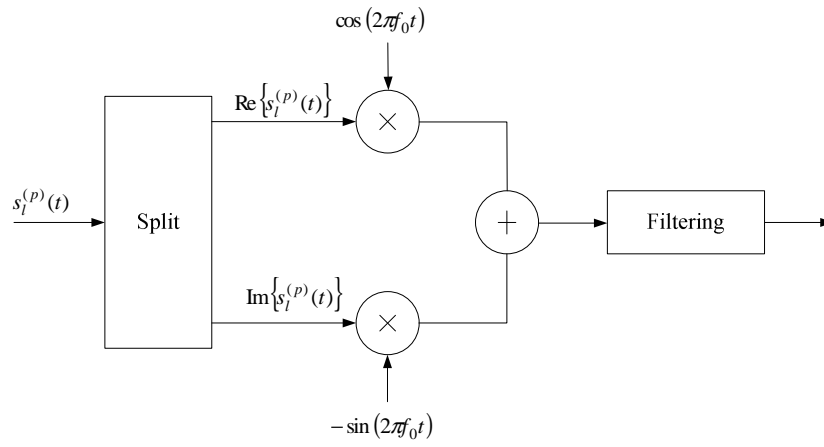 cos(2πf₀t)
Re{s_l^(p)(t)}
×
s_l^(p)(t)
Split
+
Filtering
Im{s_l^(p)(t)}
×
−sin(2πf₀t)